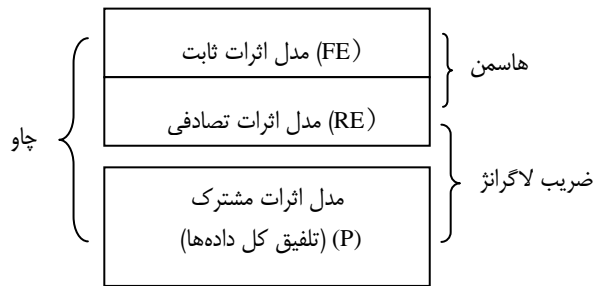 مدل اثرات ثابت (FE)
هاسمن
مدل اثرات تصادفی (RE)
چاو
ضریب لاگرانژ
مدل اثرات مشترک
(P) (تلفیق کل داده‌ها)